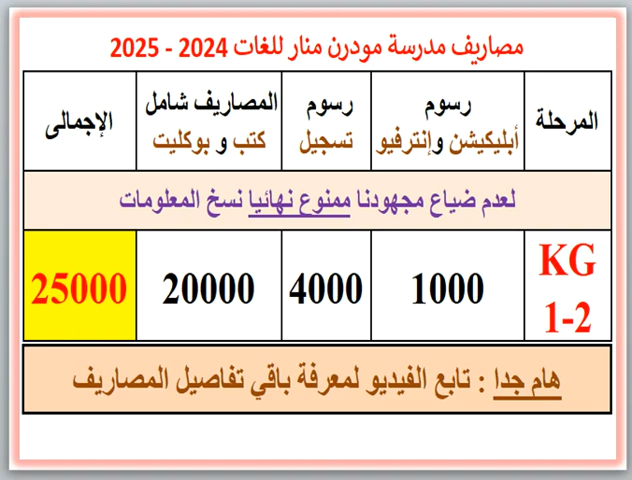 مصاريف مدرسة مودرن منار للغات 2024 - 2025
المرحلة
رسوم
أبليكيشن وإنترفيو
رسوم
تسجيل
المصاريف شامل
كتب و بوكليت
الإجمالى
لعدم ضياع مجهودنا ممنوع نهائيا نسخ المعلومات
KG
1-2
1000
4000
20000
25000
هام جدا : تابع الفيديو لمعرفة باقي تفاصيل المصاريف